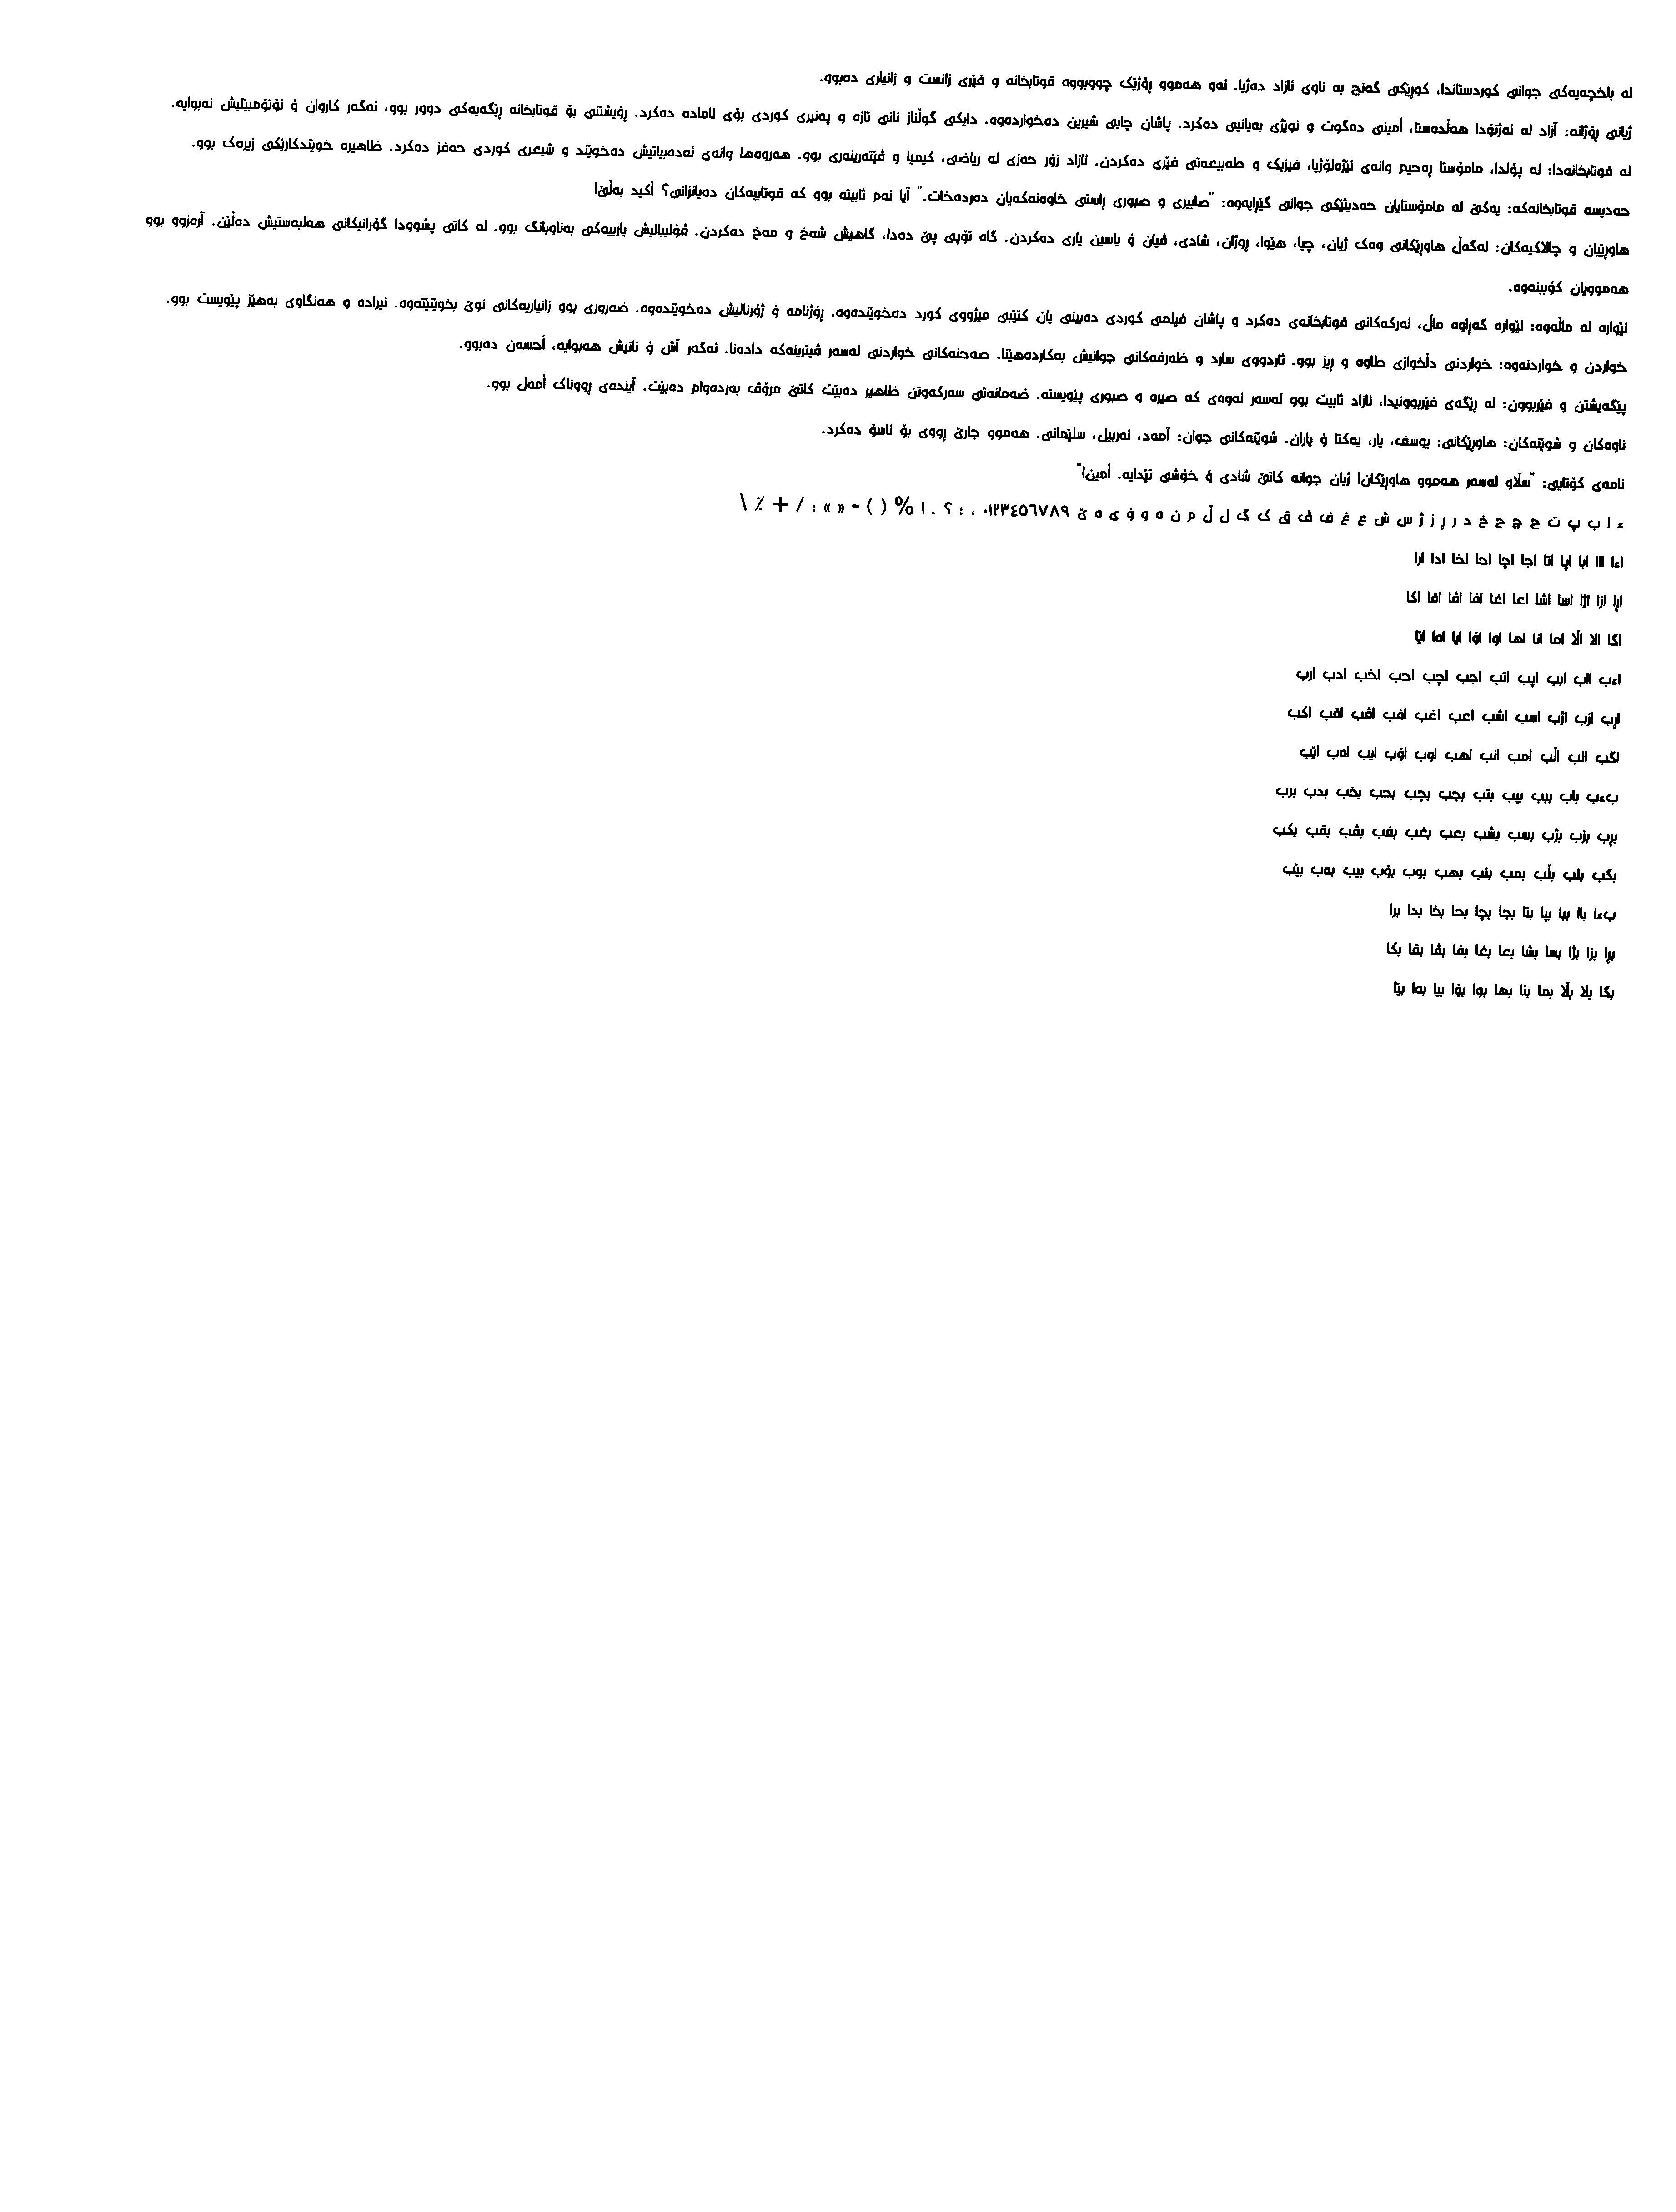 لە باخچەیەکی جوانی کوردستاندا، کوڕێکی گەنج بە ناوی ئازاد دەژیا. ئەو هەموو ڕۆژێک چووبووە قوتابخانە و فێری زانست و زانیاری دەبوو.
ژیانی ڕۆژانە: آزاد لە ئەژنۆدا هەڵدەستا، أمینی دەگوت و نوێژی بەیانیی دەکرد. پاشان چایی شیرین دەخواردەوە. دایکی گوڵناز نانی تازە و پەنیری کوردی بۆی ئامادە دەکرد. ڕۆیشتنی بۆ قوتابخانە ڕێگەیەکی دوور بوو، ئەگەر کاروان ۆ ئۆتۆمبێلیش نەبوایە.
لە قوتابخانەدا: لە پۆلدا، مامۆستا ڕەحیم وانەی ئێژەلۆژیا، فیزیک و طەبیعەتی فێری دەکردن. ئازاد زۆر حەزی لە ریاضی، کیمیا و ڤێتەرینەری بوو. هەروەها وانەی ئەدەبیاتیش دەخوێند و شیعری کوردی حەفز دەکرد. ظاهیرە خوێندکارێکی زیرەک بوو.
حەدیسە قوتابخانەکە: یەکێ لە مامۆستایان حەدیثێکی جوانی گێڕایەوە: "صابیری و صبوری ڕاستی خاوەنەکەیان دەردەخات." آیا ئەم ثابیتە بوو کە قوتابیەکان دەیانزانی؟ أکید بەڵێ!
هاوڕێیان و چالاکیەکان: لەگەڵ هاوڕێکانی وەک ژیان، چیا، هێوا، ڕوژان، شادی، ڤیان ۆ یاسین یاری دەکردن. گاە تۆپی پێ دەدا، گاهیش شەخ و مەخ دەکردن. ڤۆلیبالیش یارییەکی بەناوبانگ بوو. لە کاتی پشوودا گۆرانیکانی هەلبەستیش دەڵێن. آرەزوو بوو
هەموویان کۆببنەوە.
ئێوارە لە ماڵەوە: ئێوارە گەڕاوە ماڵ، ئەرکەکانی قوتابخانەی دەکرد و پاشان فیلمی کوردی دەبینی یان کتێبی میژووی کورد دەخوێندەوە. ڕۆژنامە ۆ ژۆرنالیش دەخوێندەوە. ضەروری بوو زانیاریەکانی نوێ بخوێنێتەوە. ئیرادە و هەنگاوی بەهێز پێویست بوو.
خواردن و خواردنەوە: خواردنی دڵخوازی طاوە و ڕیز بوو. ثاردووی سارد و ظەرفەکانی جوانیش بەکاردەهێنا. صەحنەکانی خواردنی لەسەر ڤیترینەکە دادەنا. ئەگەر آش ۆ نانیش هەبوایە، أحسەن دەبوو.
پێگەیشتن و فێربوون: لە ڕێگەی فێربوونیدا، ئازاد ثابیت بوو لەسەر ئەوەی کە صیرە و صبوری پێویستە. ضەمانەتی سەرکەوتن ظاهیر دەبێت کاتێ مرۆڤ بەردەوام دەبێت. آیندەی ڕووناک أمەل بوو.
ناوەکان و شوێنەکان: هاوڕێکانی: یوسف، یار، یەکتا ۆ یاران. شوێنەکانی جوان: آمەد، ئەربیل، سلێمانی. هەموو جارێ ڕووی بۆ ئاسۆ دەکرد.
نامەی کۆتایی: "سڵاو لەسەر هەموو هاوڕێکان! ژیان جوانە کاتێ شادی ۆ خۆشی تێدایە. أمین!"
ء ا ب پ ت ج چ ح خ د ر ڕ ز ژ س ش ع غ ف ڤ ق ک گ ل ڵ م ن ه و ۆ ی ە ێ ٠١٢٣٤٥٦٧٨٩ ، ؛ ؟ . ! % ( ) - « » : / + ٪ \
اءا ااا ابا اپا اتا اجا اچا احا اخا ادا ارا
اڕا ازا اژا اسا اشا اعا اغا افا اڤا اقا اکا
اگا الا اڵا اما انا اها اوا اۆا ایا اەا اێا
اءب ااب ابب اپب اتب اجب اچب احب اخب ادب ارب
اڕب ازب اژب اسب اشب اعب اغب افب اڤب اقب اکب
اگب الب اڵب امب انب اهب اوب اۆب ایب اەب اێب
بءب باب ببب بپب بتب بجب بچب بحب بخب بدب برب
بڕب بزب بژب بسب بشب بعب بغب بفب بڤب بقب بکب
بگب بلب بڵب بمب بنب بهب بوب بۆب بیب بەب بێب
بءا باا ببا بپا بتا بجا بچا بحا بخا بدا برا
بڕا بزا بژا بسا بشا بعا بغا بفا بڤا بقا بکا
بگا بلا بڵا بما بنا بها بوا بۆا بیا بەا بێا